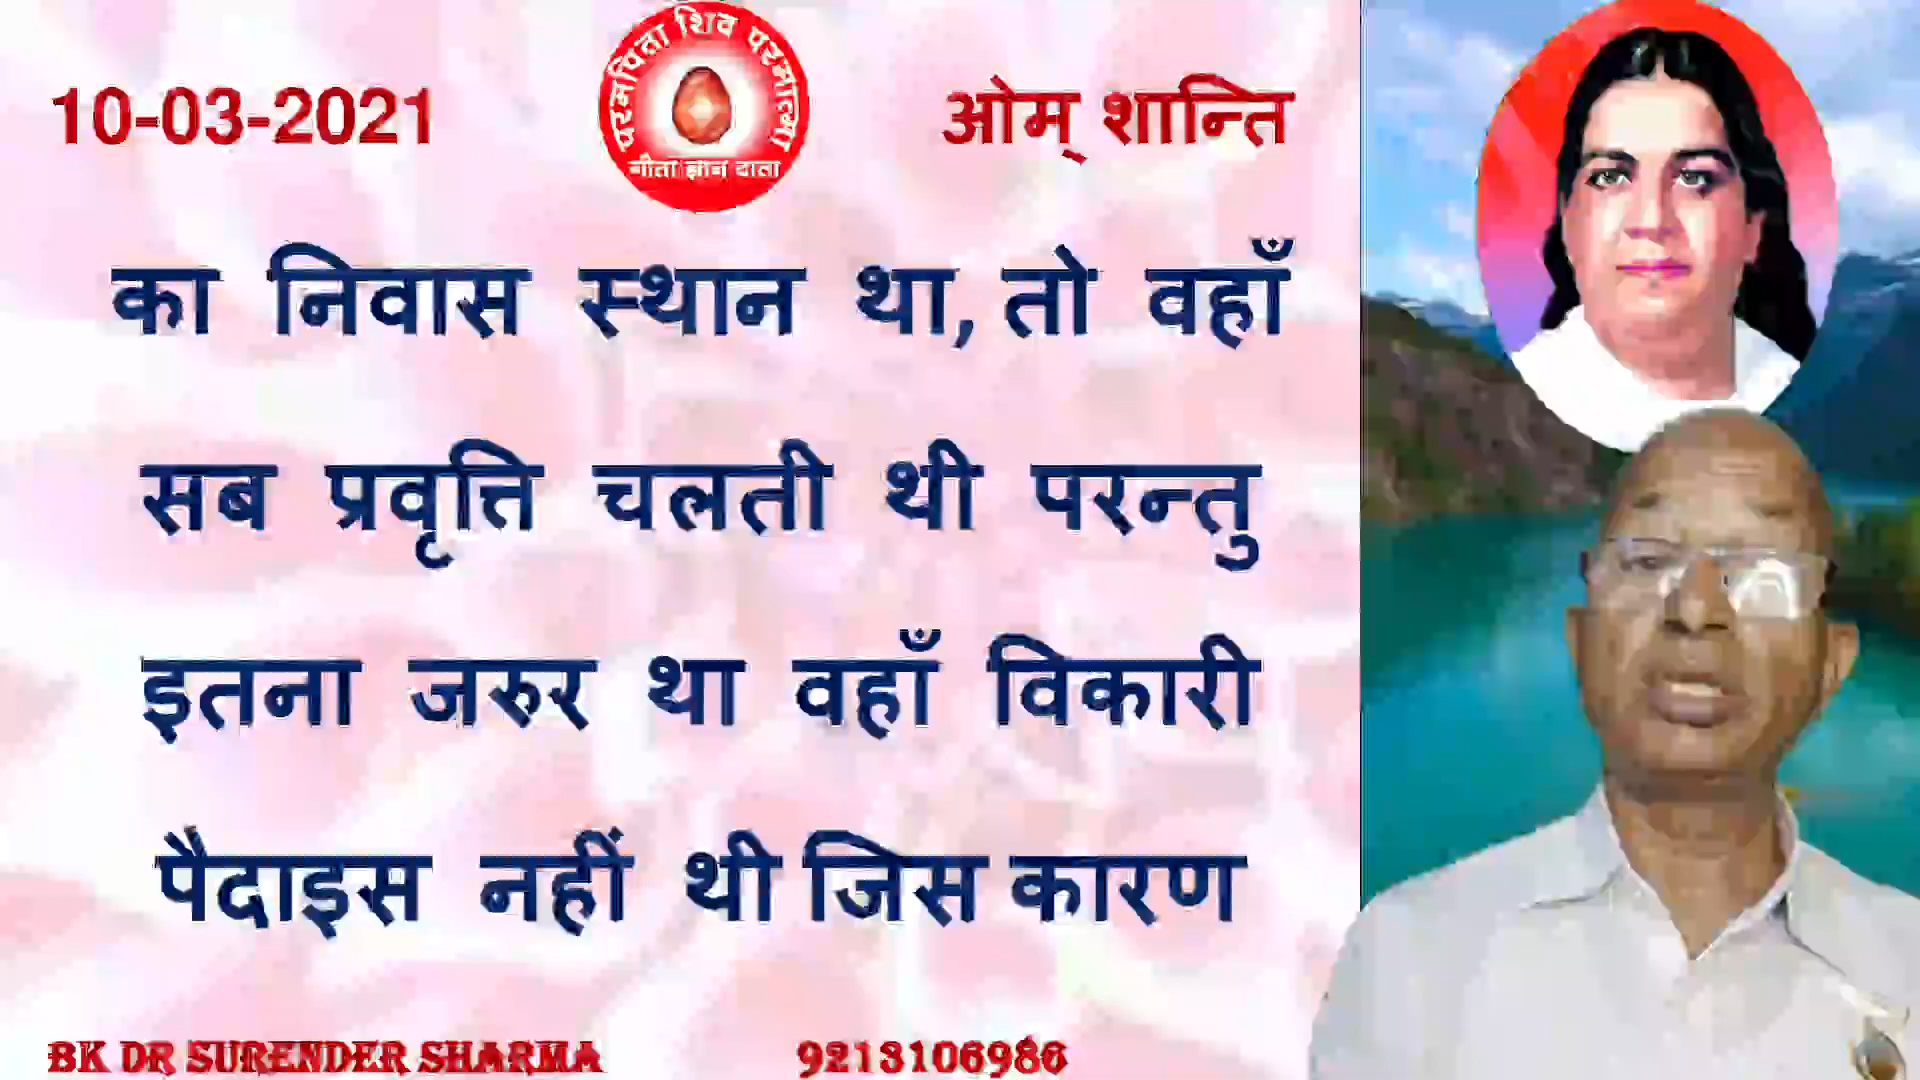 10-03-2021
परमपिता शिव परमात्मा
गीता ज्ञान दाता
ओम् शान्ति
का निवास स्थान था, तो वहाँ
सब प्रवृत्ति चलती थी परन्तु
इतना जरुर था वहाँ विकारी
पैदाइस नहीं थी जिस कारण
BK DR SURENDER SHARMA
9213106986